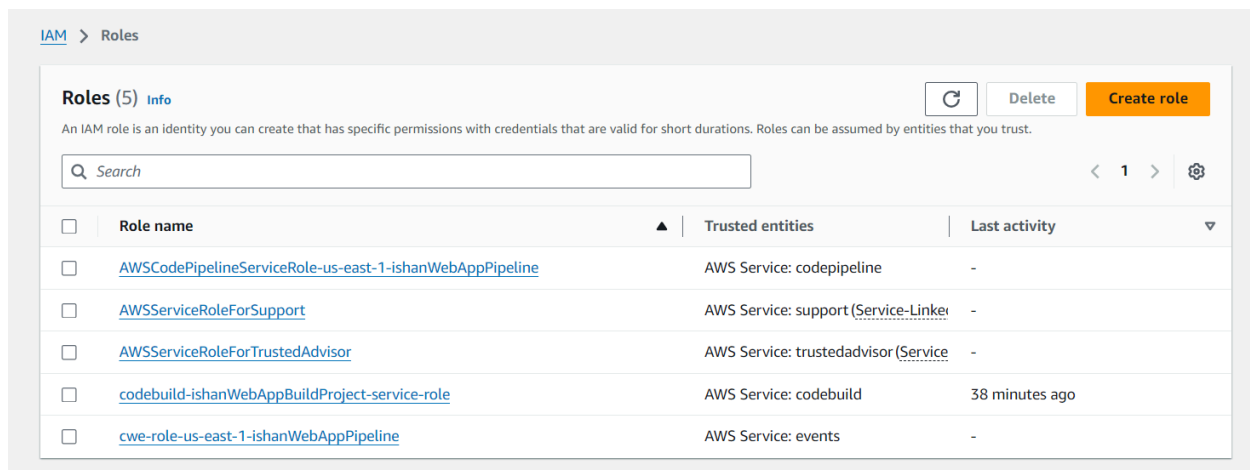 IAM > Roles
Roles (5) Info
Delete
Create role
An IAM role is an identity you can create that has specific permissions with credentials that are valid for short durations. Roles can be assumed by entities that you trust.
Search
1
Role name Trusted entities Last activity
AWSCodePipelineServiceRole-us-east-1-ishanWebAppPipeline AWS Service: codepipeline -
AWSServiceRoleForSupport AWS Service: support (Service-Linke -
AWSServiceRoleForTrustedAdvisor AWS Service: trustedadvisor (Service -
codebuild-ishanWebAppBuildProject-service-role AWS Service: codebuild 38 minutes ago
cwe-role-us-east-1-ishanWebAppPipeline AWS Service: events -